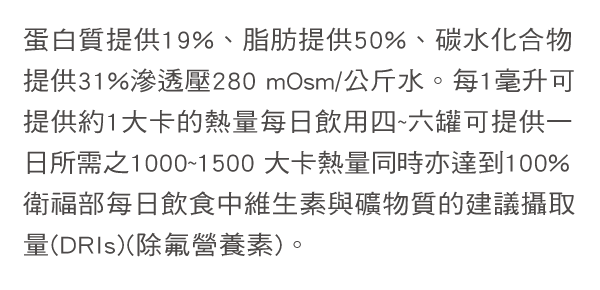 蛋白質提供19%、脂肪提供50%、碳水化合物
提供31%滲透壓280 mOsm/公斤水。每1毫升可
提供約1大卡的熱量每日飲用四~六罐可提供一
日所需之1000~1500 大卡熱量同時亦達到100%
衛福部每日飲食中維生素與礦物質的建議攝取
量(DRIs)(除氟營養素)。